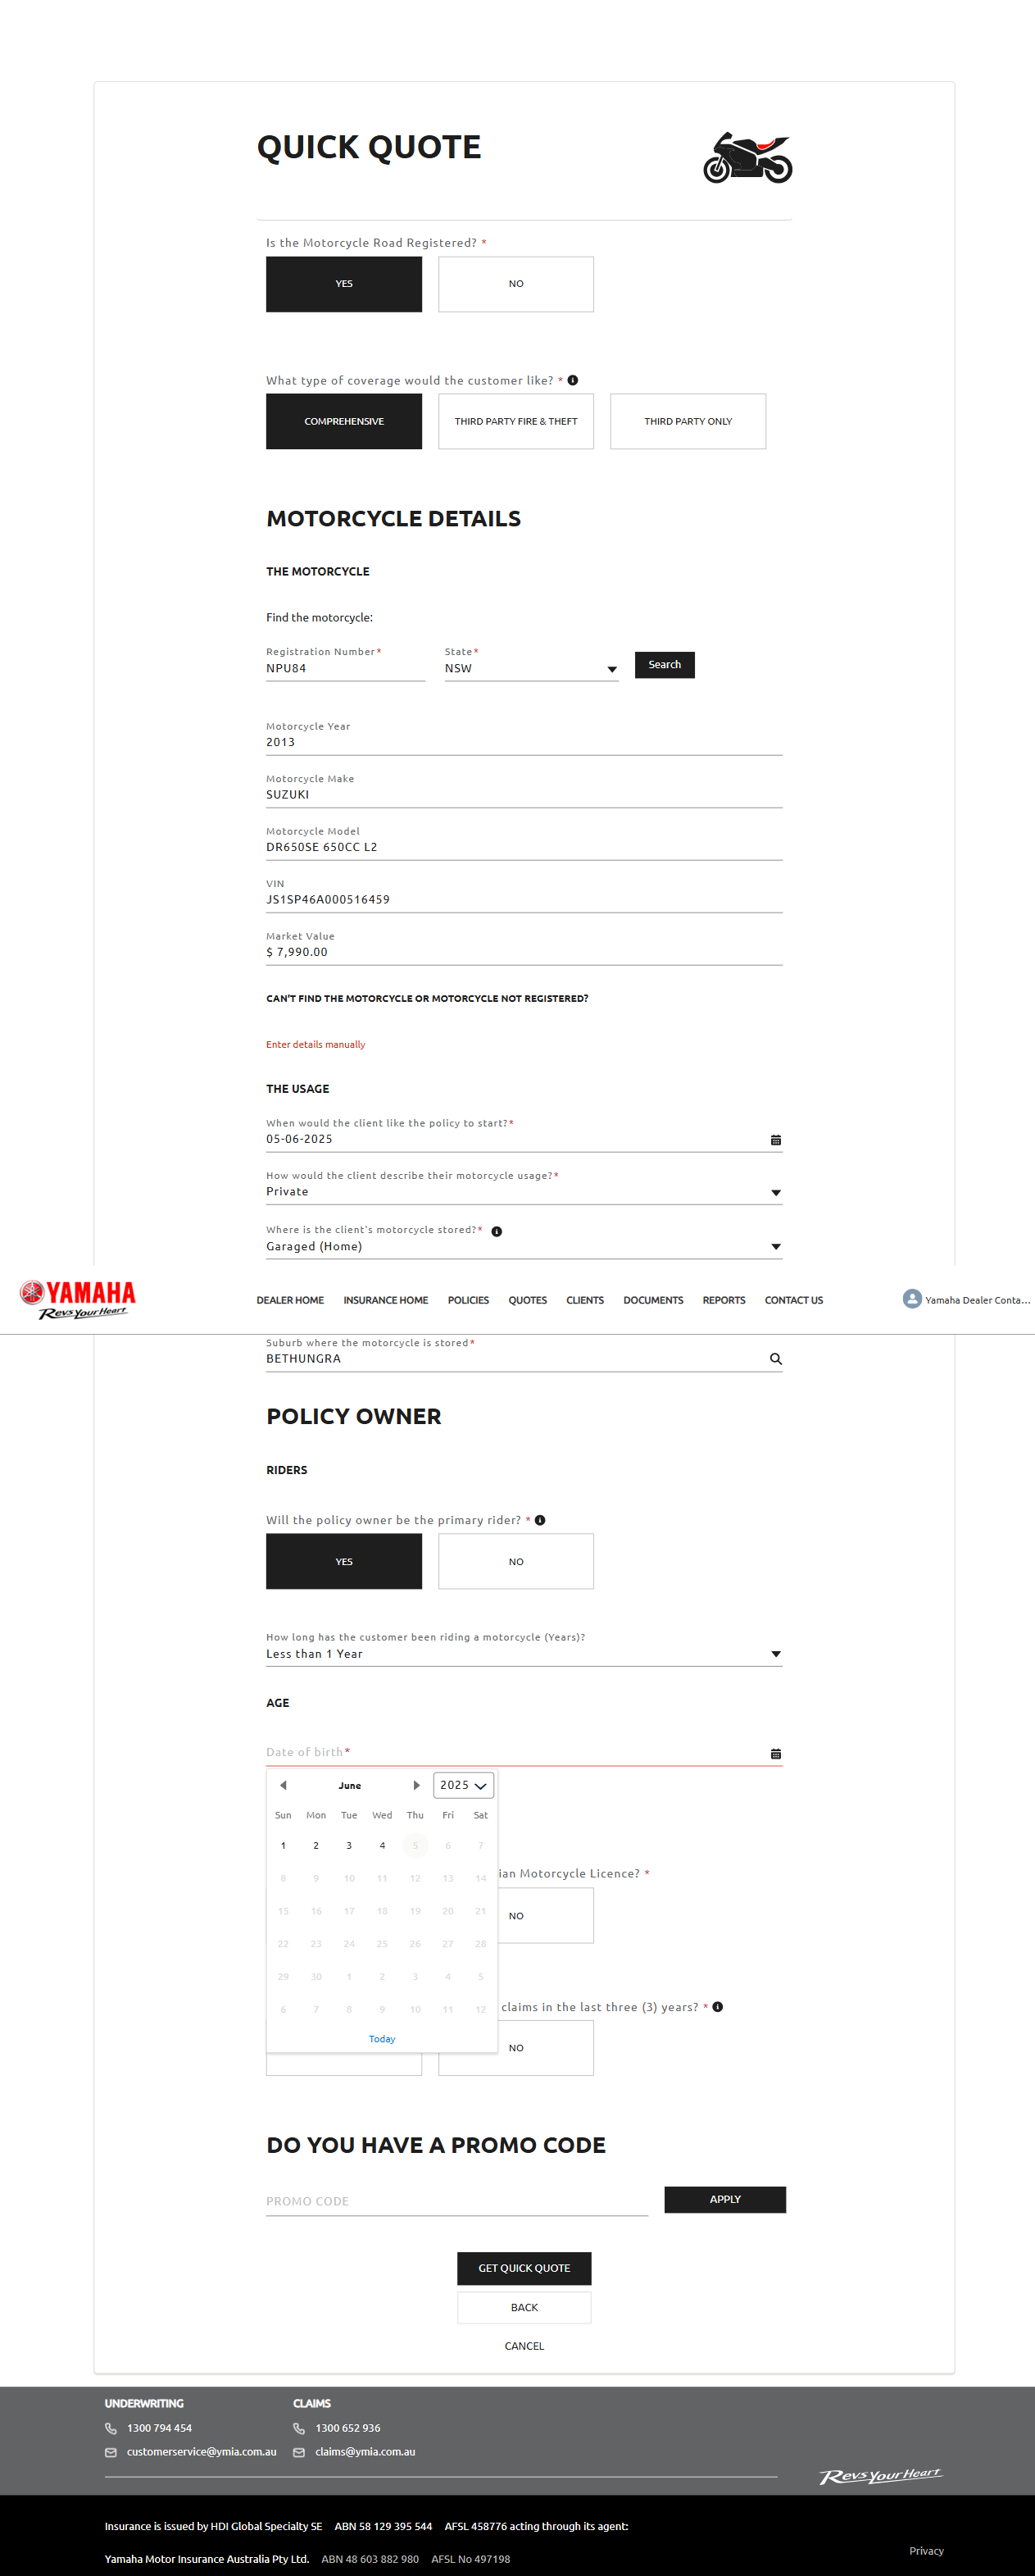 QUICK QUOTE
Is the Motorcycle Road Registered? *
YES NO
What type of coverage would the customer like? *
COMPREHENSIVE THIRD PARTY FIRE & THEFT THIRD PARTY ONLY
MOTORCYCLE DETAILS
THE MOTORCYCLE
Find the motorcycle:
Registration Number* State*
NPU84 NSW Search
Motorcycle Year
2013
Motorcycle Make
SUZUKI
Motorcycle Model
DR650SE 650CC L2
VIN
JS1SP46A000516459
Market Value
$ 7,990.00
CAN'T FIND THE MOTORCYCLE OR MOTORCYCLE NOT REGISTERED?
Enter details manually
THE USAGE
When would the client like the policy to start?*
05-06-2025
How would the client describe their motorcycle usage?*
Private
Where is the client's motorcycle stored?*
Garaged (Home)
YAMAHA
Revs Your Heart
DEALER HOME INSURANCE HOME POLICIES QUOTES CLIENTS DOCUMENTS REPORTS CONTACT US Yamaha Dealer Conta...
Suburb where the motorcycle is stored*
BETHUNGRA
POLICY OWNER
RIDERS
Will the policy owner be the primary rider? *
YES NO
How long has the customer been riding a motorcycle (Years)?
Less than 1 Year
AGE
Date of birth*
June 2025
Sun Mon Tue Wed Thu Fri Sat
1 2 3 4 5 6 7
8 9 10 11 12 13 14
ian Motorcycle Licence? *
15 16 17 18 19 20 21
NO
22 23 24 25 26 27 28
29 30 1 2 3 4 5
6 7 8 9 10 11 12
claims in the last three (3) years? *
Today
NO
DO YOU HAVE A PROMO CODE
PROMO CODE APPLY
GET QUICK QUOTE
BACK
CANCEL
UNDERWRITING CLAIMS
1300 794 454 1300 652 936
customerservice@ymia.com.au claims@ymia.com.au
Revs Your Heart
Insurance is issued by HDI Global Specialty SE ABN 58 129 395 544 AFSL 458776 acting through its agent:
Privacy
Yamaha Motor Insurance Australia Pty Ltd. ABN 48 603 882 980 AFSL No 497198